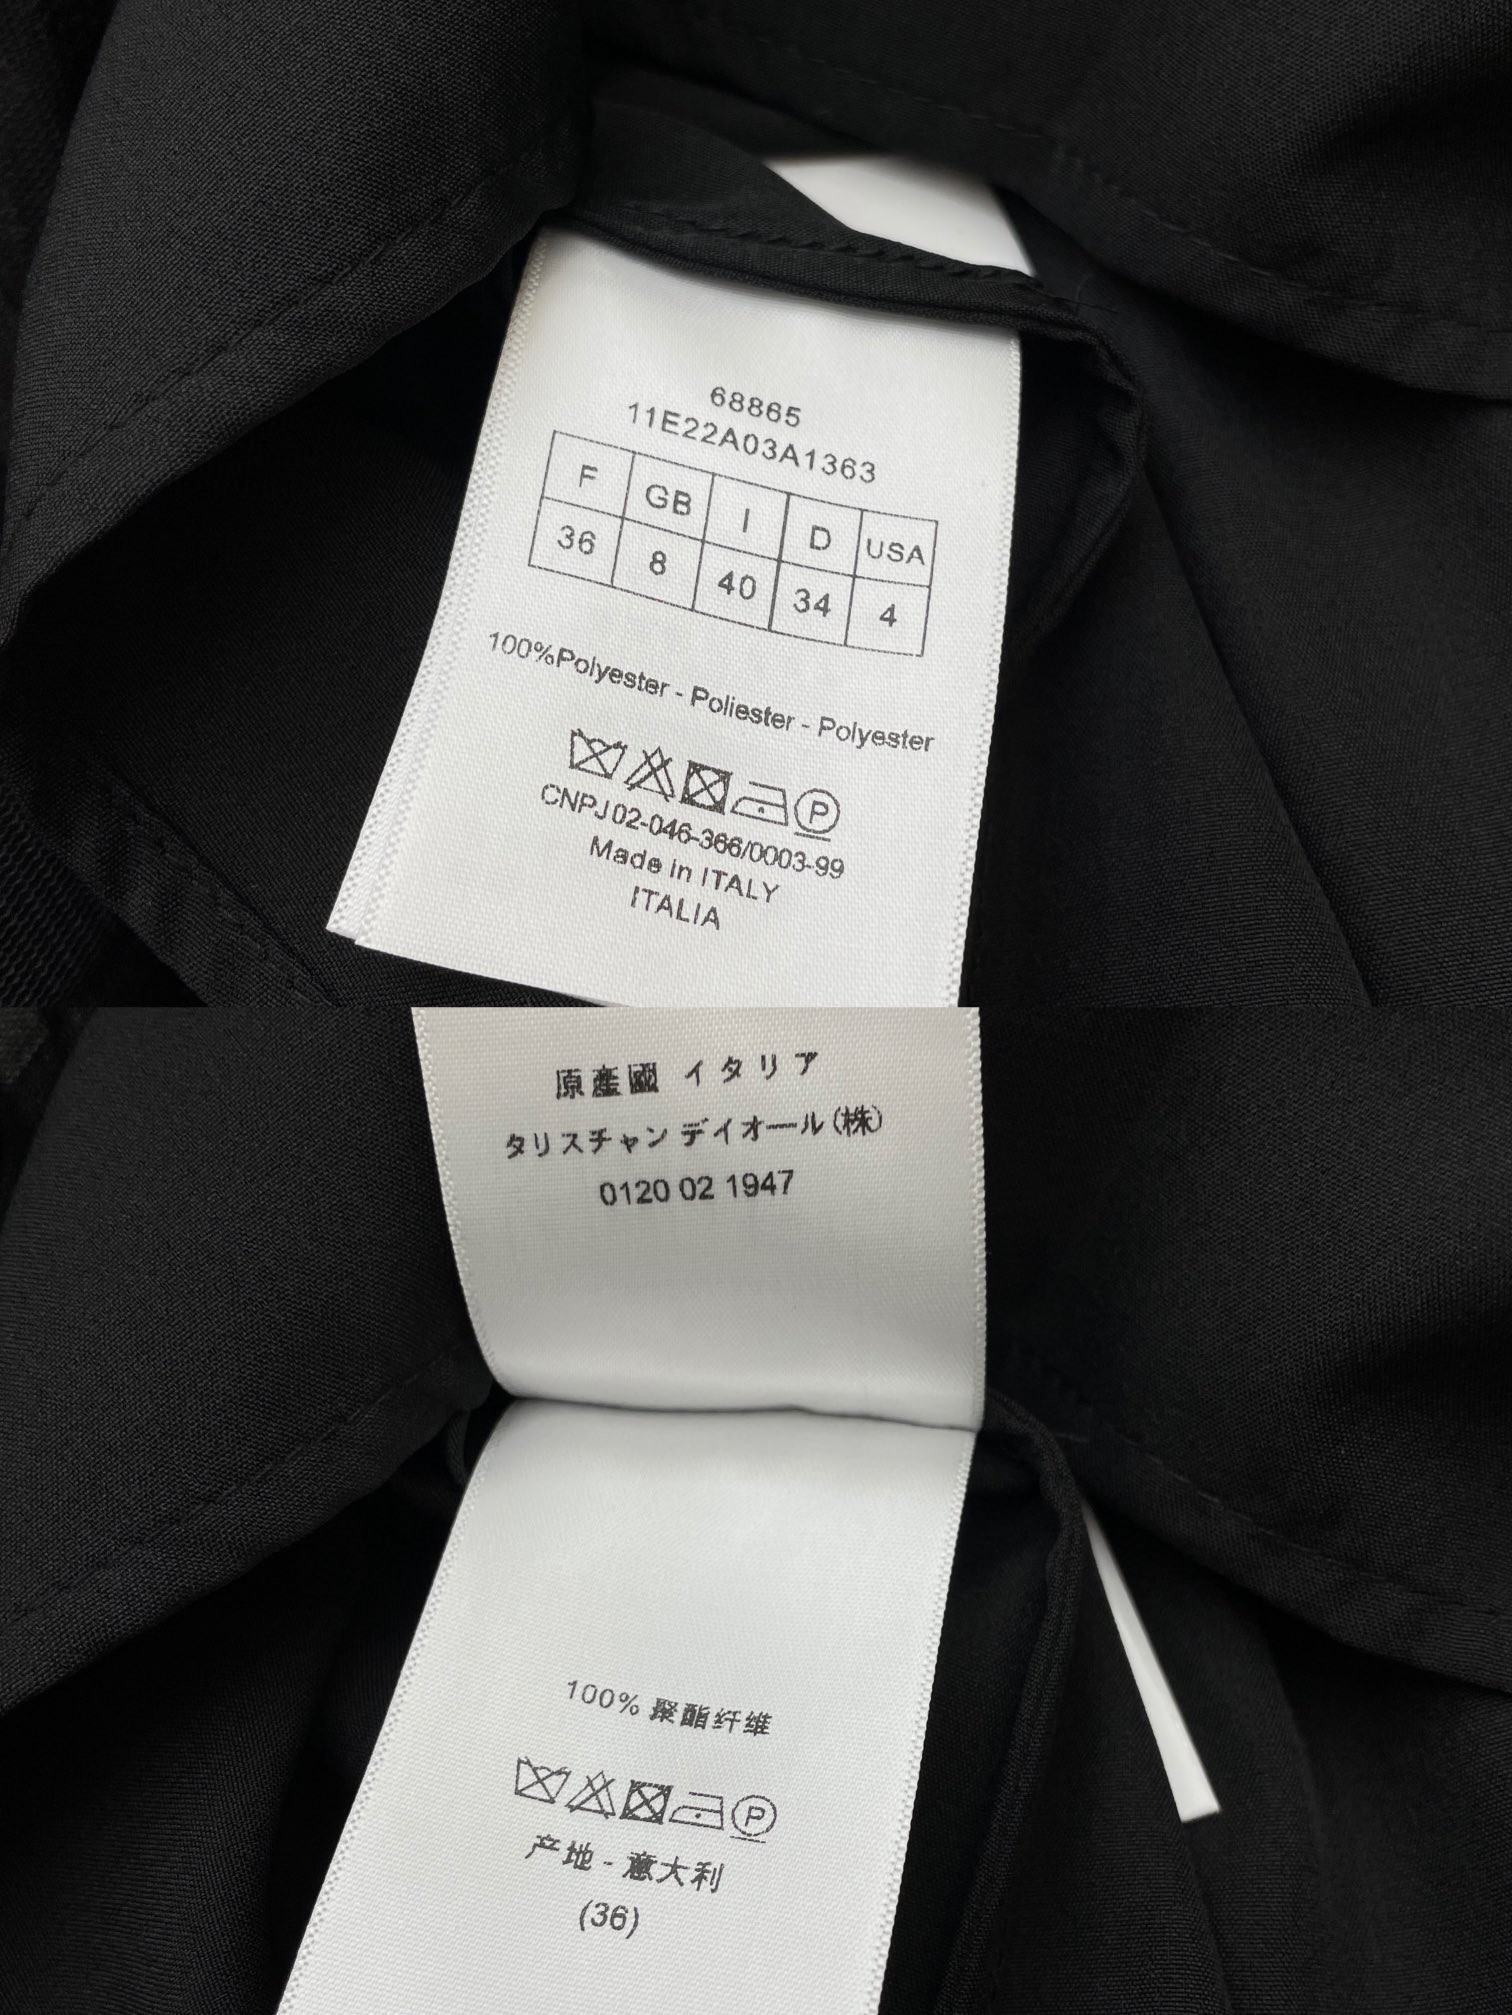 68865
11E22A03A1363
F GB I D USA
36 8 40 34 4
100%Polyester - Poliester - Polyester
P
CNPJ 02-046-366/0003-99
Made in ITALY
ITALIA
原産國 イタリア
タリスチャン デイオール(株)
0120 02 1947
100% 聚酯纤维
P
产地 - 意大利
(36)